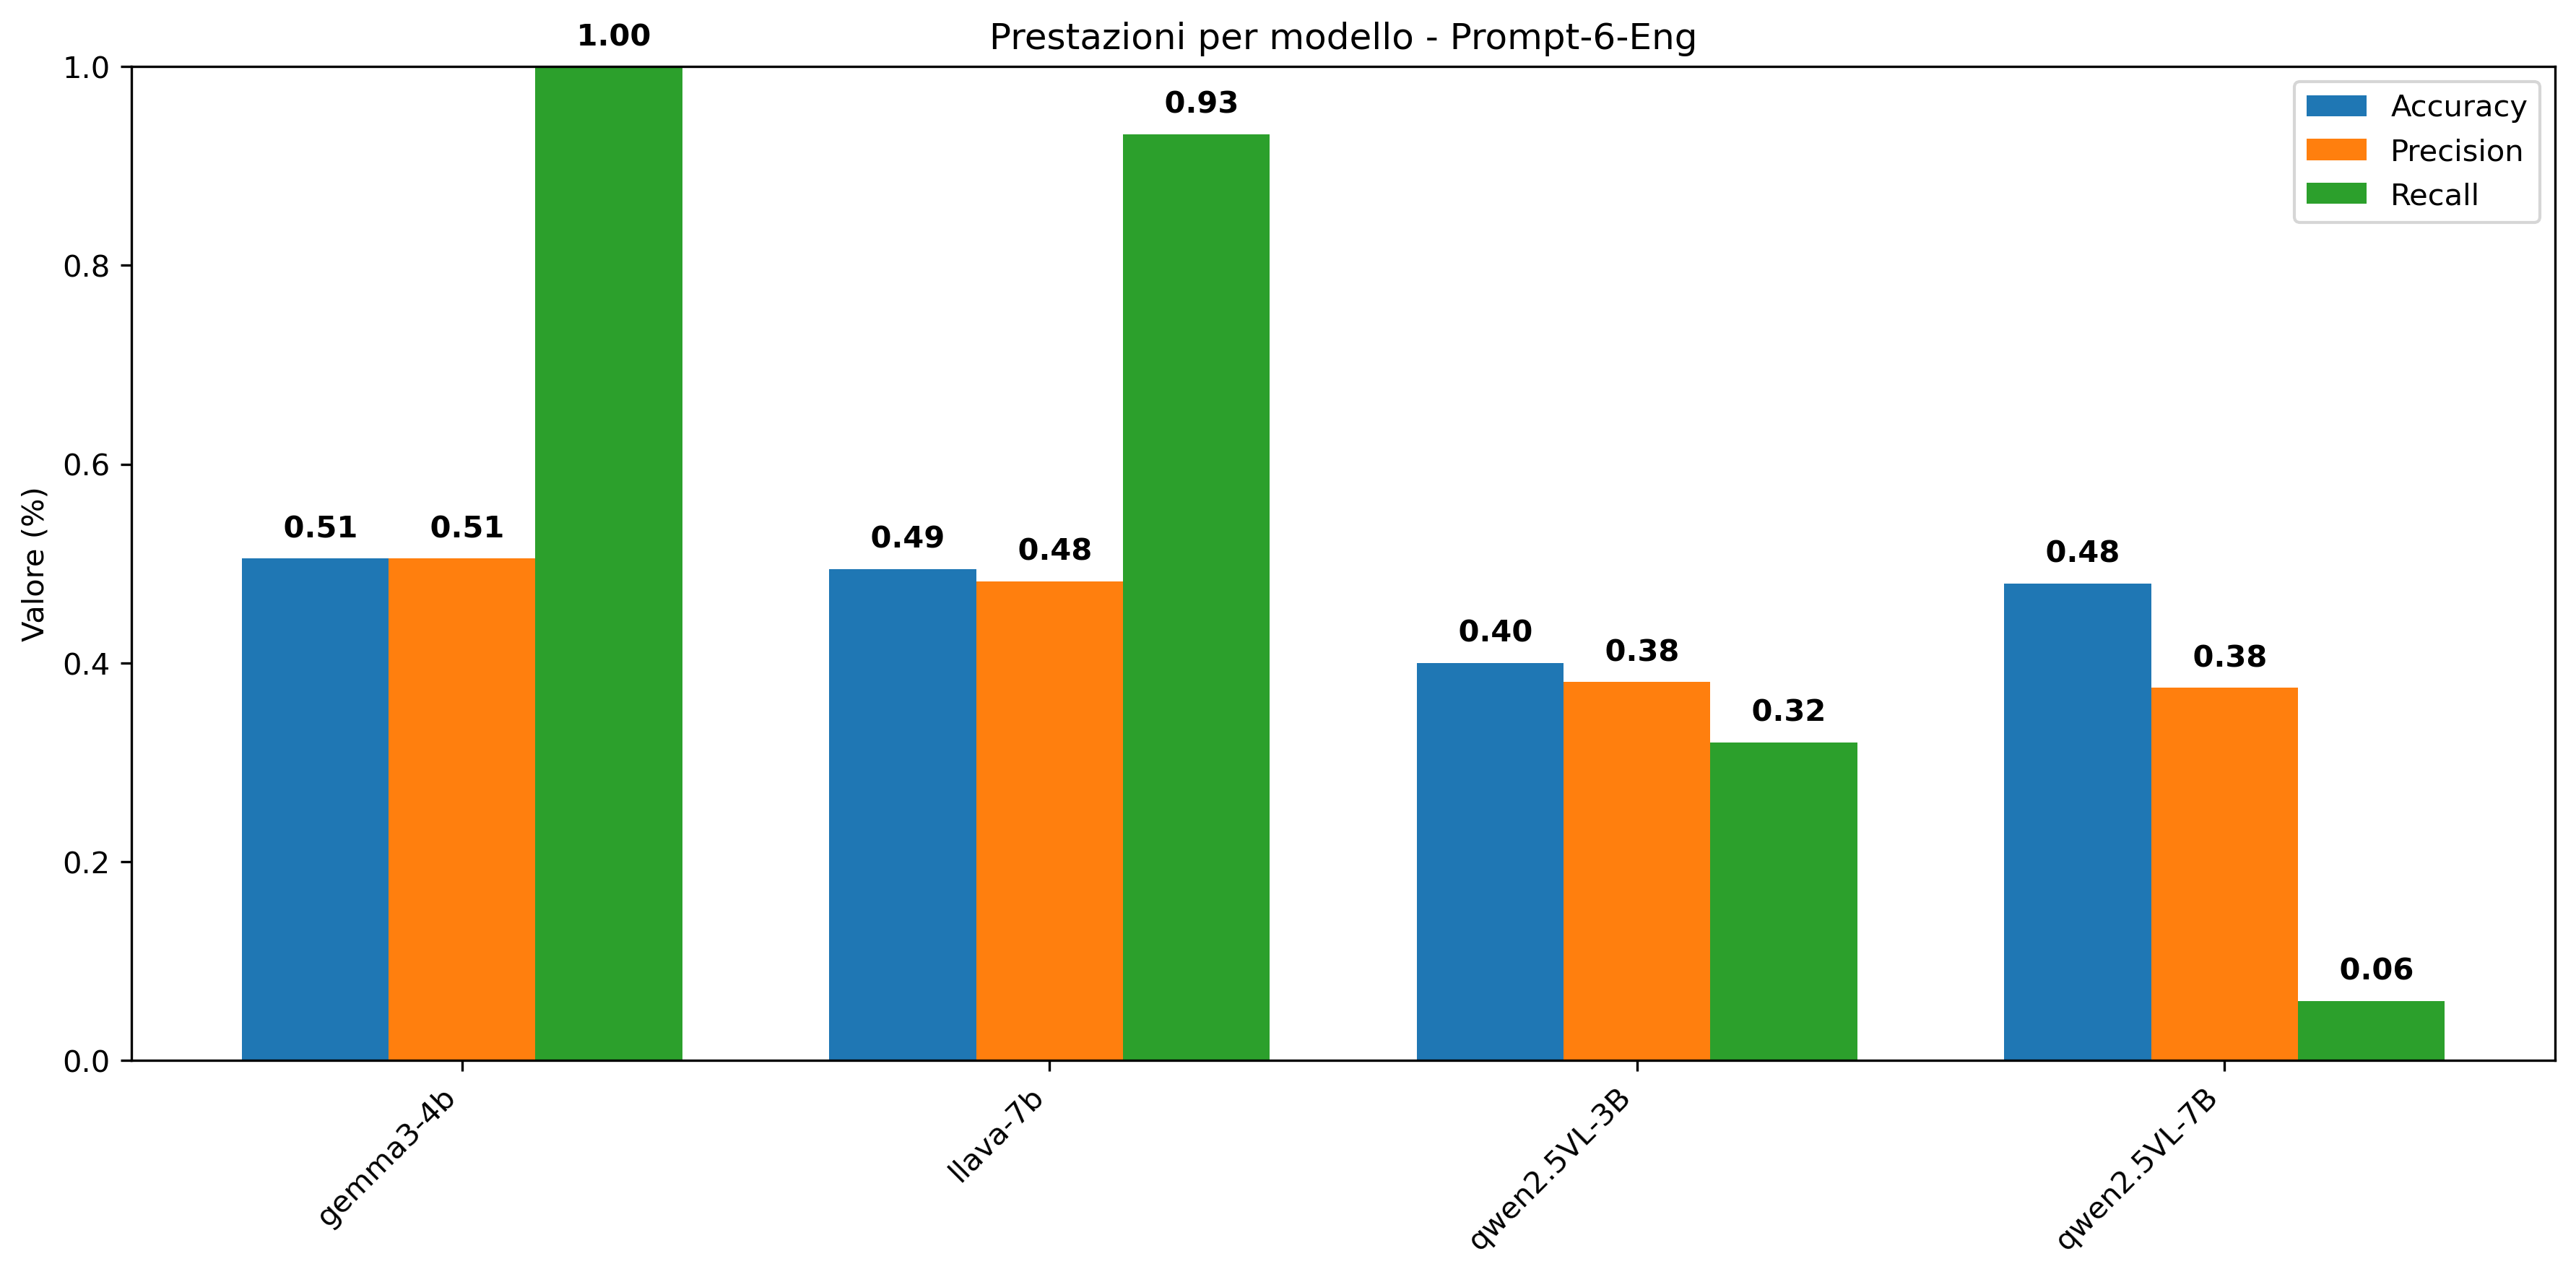 Prestazioni per modello - Prompt-6-Eng
Valore (%)
1.0
0.8
0.6
0.4
0.2
0.0
1.00
0.51
0.51
0.93
0.49
0.48
0.40
0.38
0.32
0.48
0.38
0.06
Accuracy
Precision
Recall
gemma3-4b
llava-7b
qwen2.5VL-3B
qwen2.5VL-7B